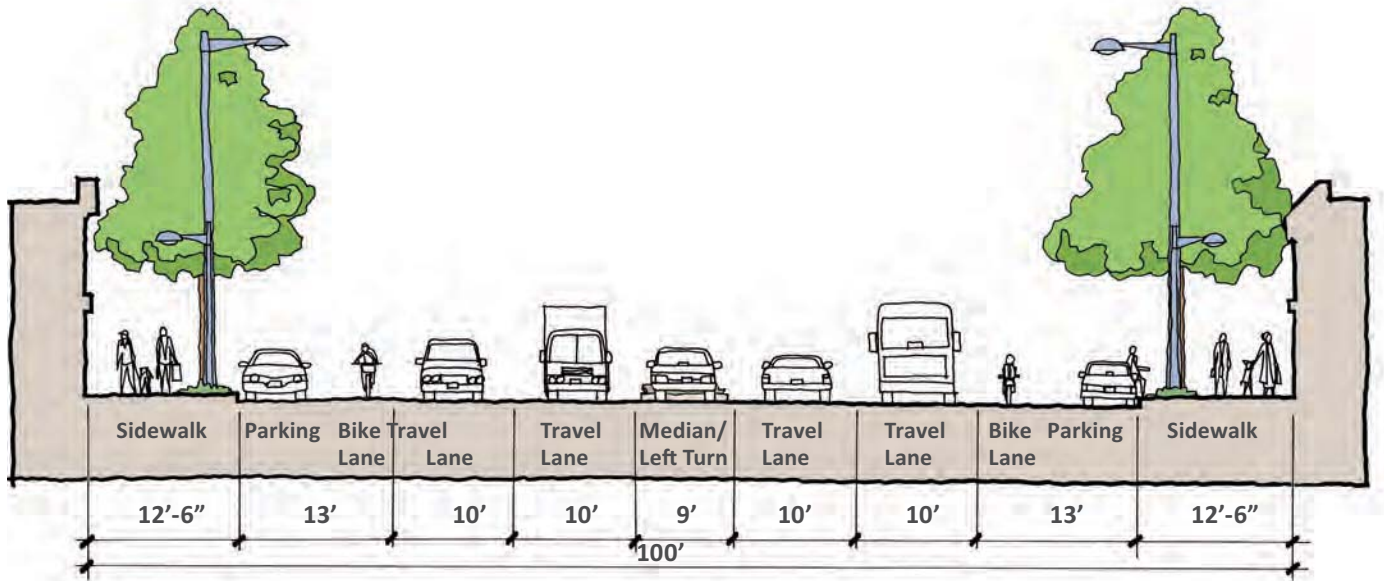 Sidewalk
Parking
Bike
Lane
Travel
Lane
Travel
Lane
Median/
Left Turn
Travel
Lane
Travel
Lane
Bike
Lane
Parking
Sidewalk
12’-6”
13’
10’
10’
9’
10’
10’
13’
12’-6”
100’